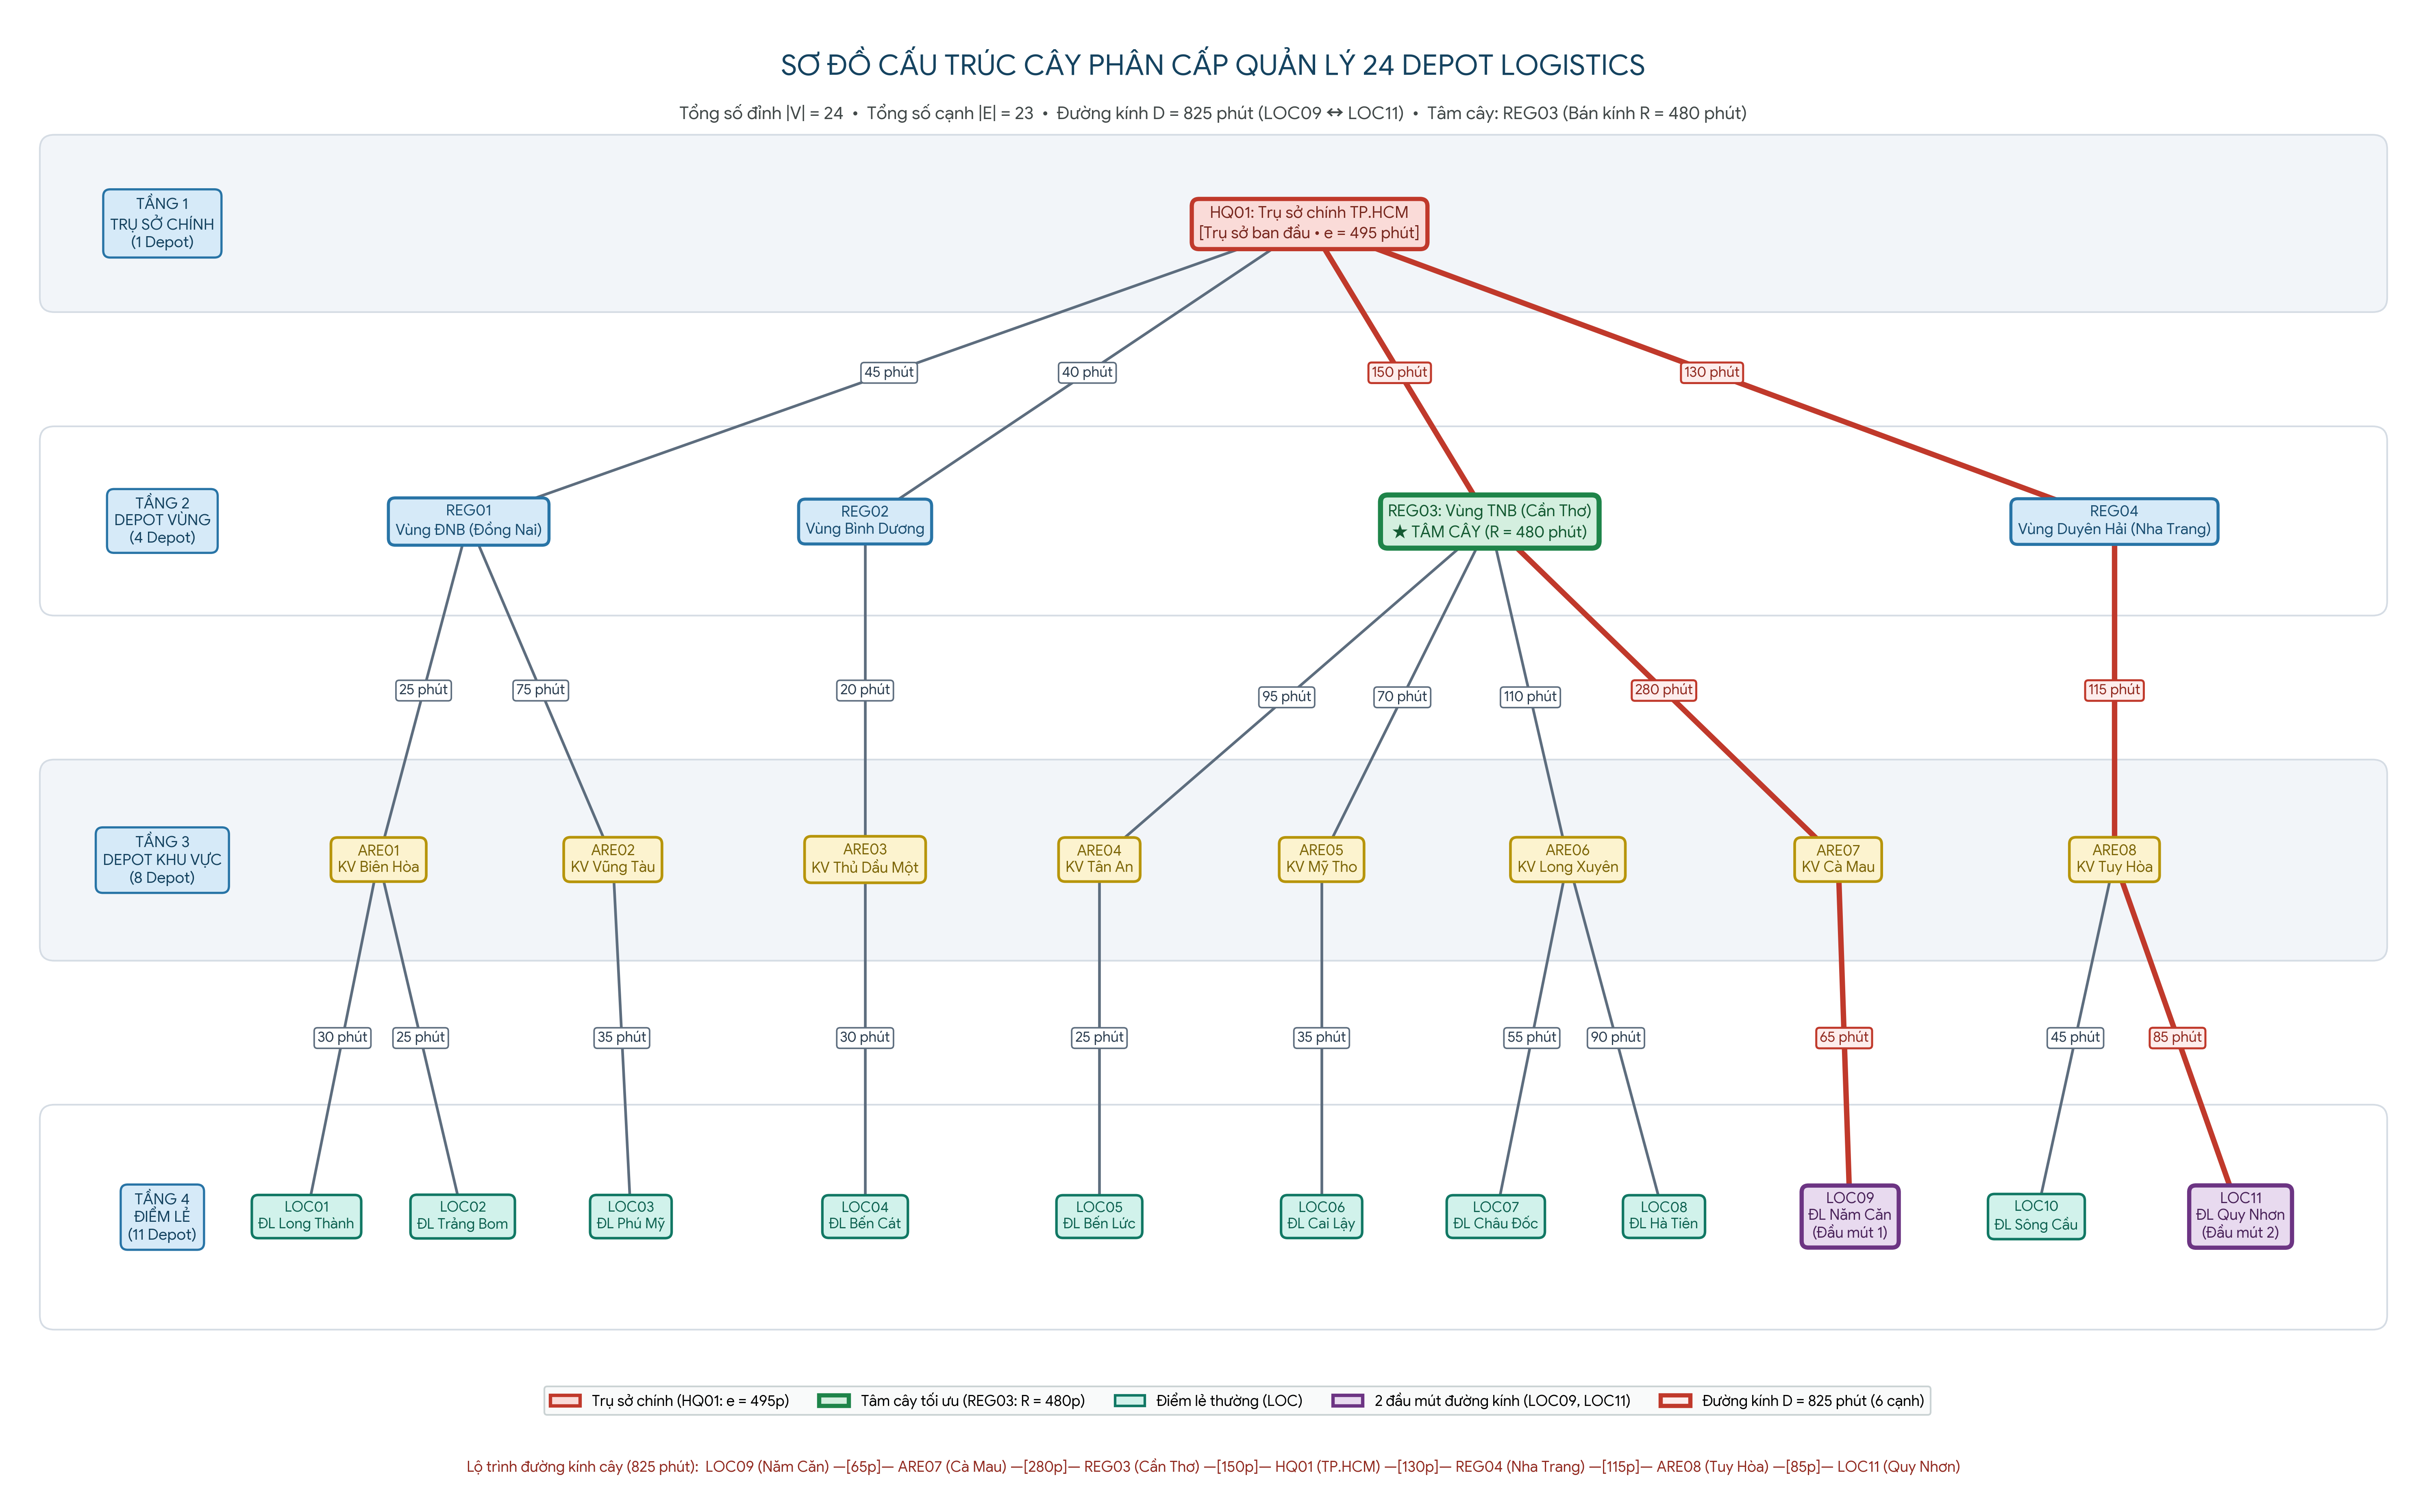 SƠ ĐỒ CẤU TRÚC CÂY PHÂN CẤP QUẢN LÝ 24 DEPOT LOGISTICS
Tổng số đỉnh |V| = 24 • Tổng số cạnh |E| = 23 • Đường kính D = 825 phút (LOC09 ↔ LOC11) • Tâm cây: REG03 (Bán kính R = 480 phút)
TẦNG 1
TRỤ SỞ CHÍNH
(1 Depot)
HQ01: Trụ sở chính TP.HCM
[Trụ sở ban đầu • e = 495 phút]
45 phút
40 phút
150 phút
130 phút
TẦNG 2
DEPOT VÙNG
(4 Depot)
REG01
Vùng ĐNB (Đồng Nai)
REG02
Vùng Bình Dương
REG03: Vùng TNB (Cần Thơ)
★ TÂM CÂY (R = 480 phút)
REG04
Vùng Duyên Hải (Nha Trang)
25 phút
75 phút
20 phút
95 phút
70 phút
110 phút
280 phút
115 phút
TẦNG 3
DEPOT KHU VỰC
(8 Depot)
ARE01
KV Biên Hòa
ARE02
KV Vũng Tàu
ARE03
KV Thủ Dầu Một
ARE04
KV Tân An
ARE05
KV Mỹ Tho
ARE06
KV Long Xuyên
ARE07
KV Cà Mau
ARE08
KV Tuy Hòa
30 phút
25 phút
35 phút
30 phút
25 phút
35 phút
55 phút
90 phút
65 phút
45 phút
85 phút
TẦNG 4
ĐIỂM LẺ
(11 Depot)
LOC01
ĐL Long Thành
LOC02
ĐL Trảng Bom
LOC03
ĐL Phú Mỹ
LOC04
ĐL Bến Cát
LOC05
ĐL Bến Lức
LOC06
ĐL Cai Lậy
LOC07
ĐL Châu Đốc
LOC08
ĐL Hà Tiên
LOC09
ĐL Năm Căn
(Đầu mút 1)
LOC10
ĐL Sông Cầu
LOC11
ĐL Quy Nhơn
(Đầu mút 2)
Trụ sở chính (HQ01: e = 495p)
Tâm cây tối ưu (REG03: R = 480p)
Điểm lẻ thường (LOC)
2 đầu mút đường kính (LOC09, LOC11)
Đường kính D = 825 phút (6 cạnh)
Lộ trình đường kính cây (825 phút): LOC09 (Năm Căn) —[65p]— ARE07 (Cà Mau) —[280p]— REG03 (Cần Thơ) —[150p]— HQ01 (TP.HCM) —[130p]— REG04 (Nha Trang) —[115p]— ARE08 (Tuy Hòa) —[85p]— LOC11 (Quy Nhơn)